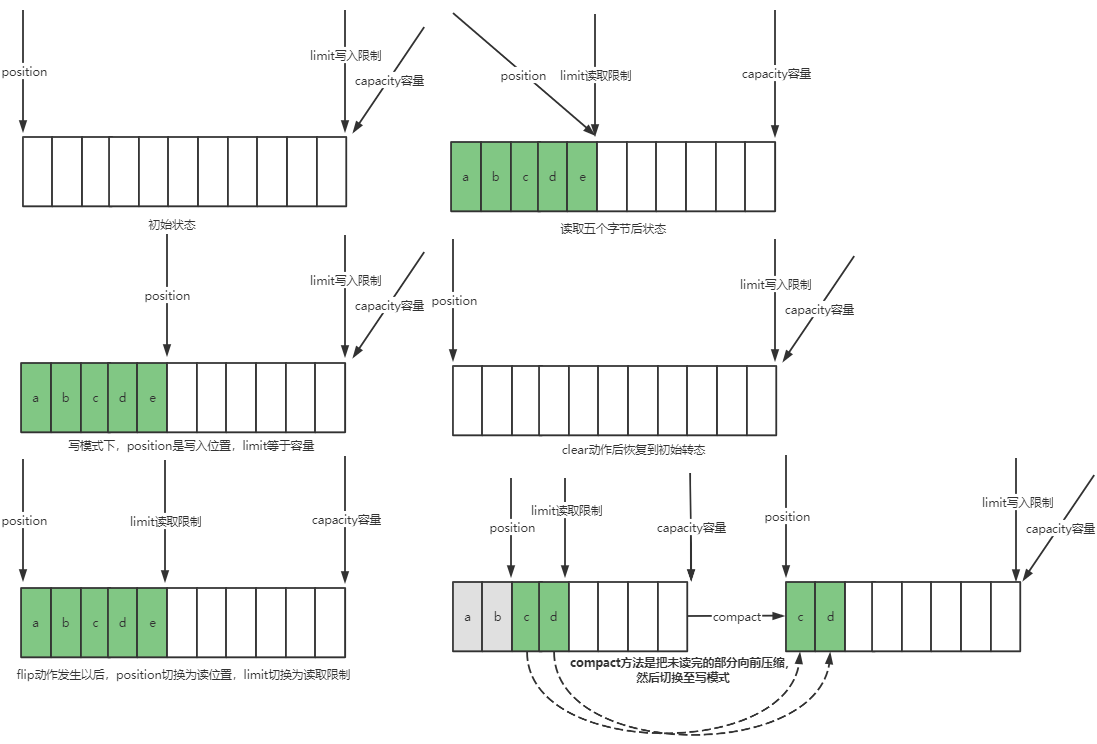 position
limit写入限制
capacity容量
初始状态
position
limit读取限制
capacity容量
a b c d e
读取五个字节后状态
position
limit写入限制
capacity容量
a b c d e
写模式下，position是写入位置，limit等于容量
position
limit写入限制
capacity容量
clear动作后恢复到初始转态
position
limit读取限制
capacity容量
a b c d e
flip动作发生以后，position切换为读位置，limit切换为读取限制
position
limit读取限制
capacity容量
a b c d
compact
position
limit写入限制
capacity容量
c d
compact方法是把未读完的部分向前压缩，
然后切换至写模式